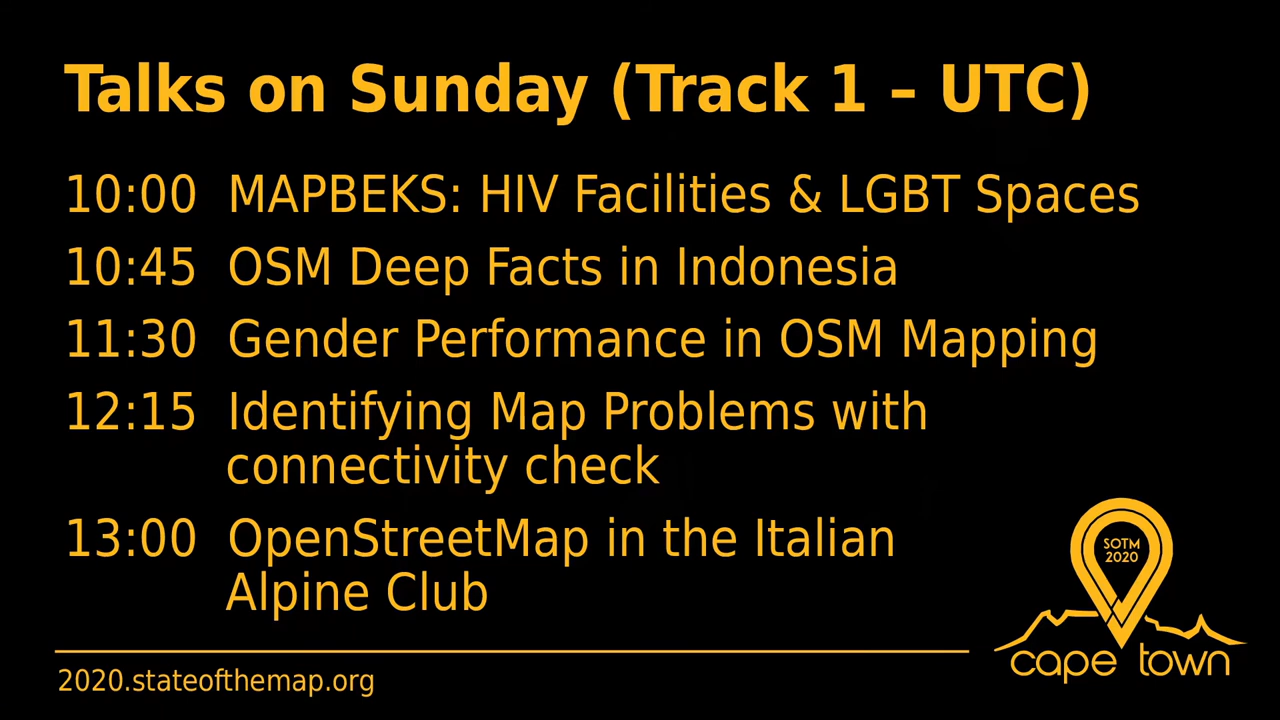 Talks on Sunday (Track 1 – UTC)
10:00 MAPBEKS: HIV Facilities & LGBT Spaces
10:45 OSM Deep Facts in Indonesia
11:30 Gender Performance in OSM Mapping
12:15 Identifying Map Problems with
connectivity check
13:00 OpenStreetMap in the Italian
Alpine Club
SOTM
2020
cape town
2020.stateofthemap.org